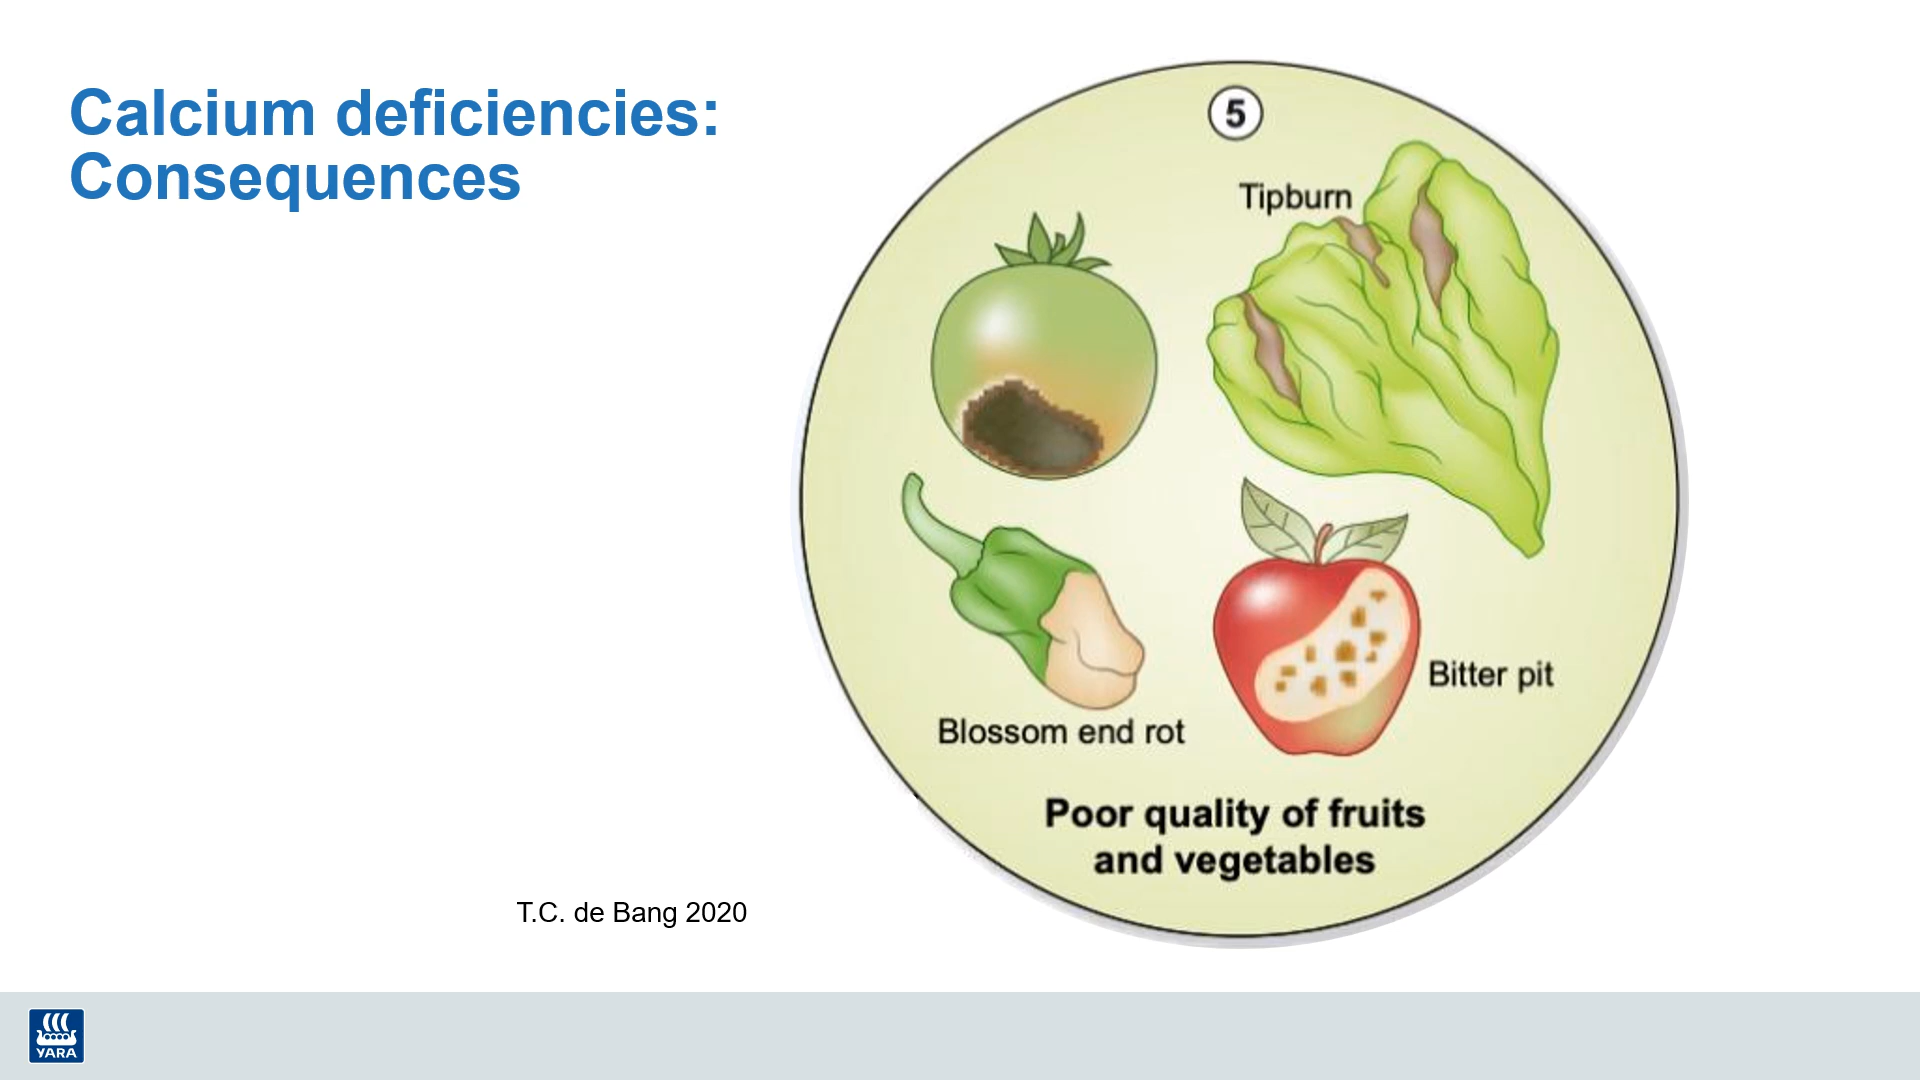 Calcium deficiencies:
Consequences
5
Tipburn
Blossom end rot
Bitter pit
Poor quality of fruits
and vegetables
T.C. de Bang 2020
YARA